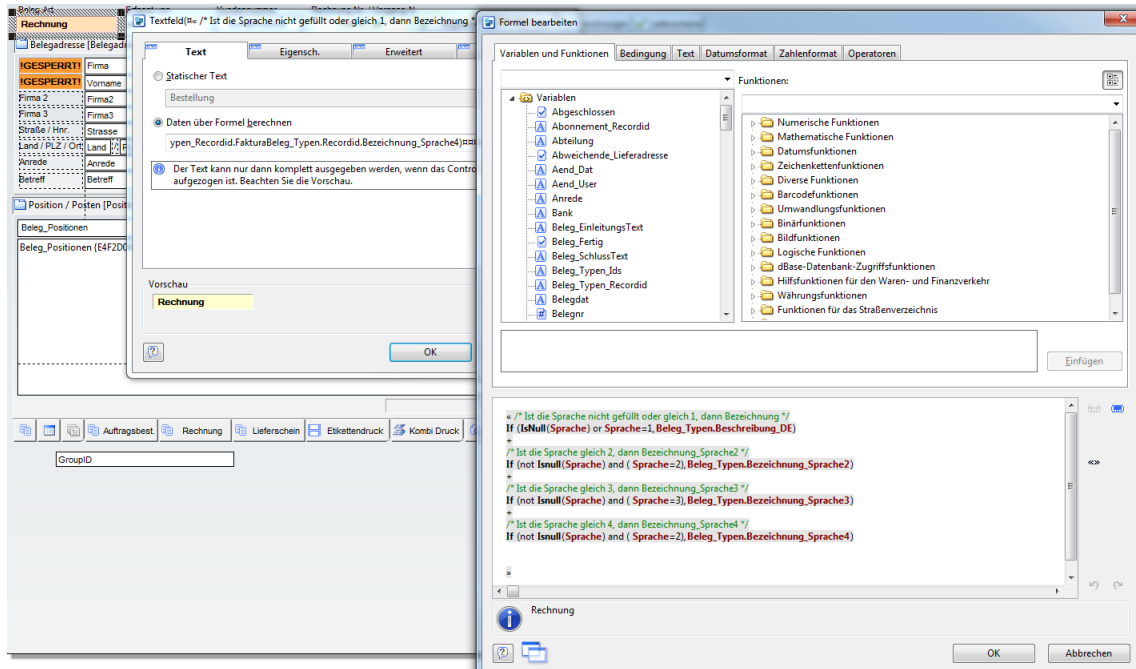 Rechnung
Belegadresse [Belegadr
!GESPERRT! Firma
!GESPERRT! Vorname
Firma 2 Firma2
Firma 3 Firma3
Straße / Hnr. Strasse
Land / PLZ / Ort Land
Anrede Anrede
Betreff Betreff
Position / Posten [Posit
Beleg_Positionen
Beleg_Positionen {E4F2D0
Auftragsbest. Rechnung Lieferschein Etikettendruck Kombi Druck
GroupID
Textfeld(¤« /* Ist die Sprache nicht gefüllt oder gleich 1, dann Bezeichnung *
Text Eigensch. Erweitert
Statischer Text
Bestellung
Daten über Formel berechnen
ypen_Recordid.FakturaBeleg_Typen.Recordid.Bezeichnung_Sprache4)¤¤¤
Der Text kann nur dann komplett ausgegeben werden, wenn das Contro
aufgezogen ist. Beachten Sie die Vorschau.
Vorschau
Rechnung
OK
Formel bearbeiten
Variablen und Funktionen Bedingung Text Datumsformat Zahlenformat Operatoren
Funktionen:
Variablen
Abgeschlossen
Abonnement_Recordid
Abteilung
Abweichende_Lieferadresse
Aend_Dat
Aend_User
Anrede
Bank
Beleg_EinleitungsText
Beleg_Fertig
Beleg_SchlussText
Beleg_Typen_Ids
Beleg_Typen_Recordid
Belegdat
Belegnr
Numerische Funktionen
Mathematische Funktionen
Datumsfunktionen
Zeichenkettenfunktionen
Diverse Funktionen
Barcodefunktionen
Umwandlungsfunktionen
Binärfunktionen
Bildfunktionen
Logische Funktionen
dBase-Datenbank-Zugriffsfunktionen
Hilfsfunktionen für den Waren- und Finanzverkehr
Währungsfunktionen
Funktionen für das Straßenverzeichnis
Einfügen
« /* Ist die Sprache nicht gefüllt oder gleich 1, dann Bezeichnung */
If (IsNull(Sprache) or Sprache=1,Beleg_Typen.Beschreibung_DE)
+
/* Ist die Sprache gleich 2, dann Bezeichnung_Sprache2 */
If (not Isnull(Sprache) and ( Sprache=2),Beleg_Typen.Bezeichnung_Sprache2)
+
/* Ist die Sprache gleich 3, dann Bezeichnung_Sprache3 */
If (not Isnull(Sprache) and ( Sprache=3),Beleg_Typen.Bezeichnung_Sprache3)
+
/* Ist die Sprache gleich 4, dann Bezeichnung_Sprache4 */
If (not Isnull(Sprache) and ( Sprache=2),Beleg_Typen.Bezeichnung_Sprache4)
»
«»
Rechnung
OK Abbrechen